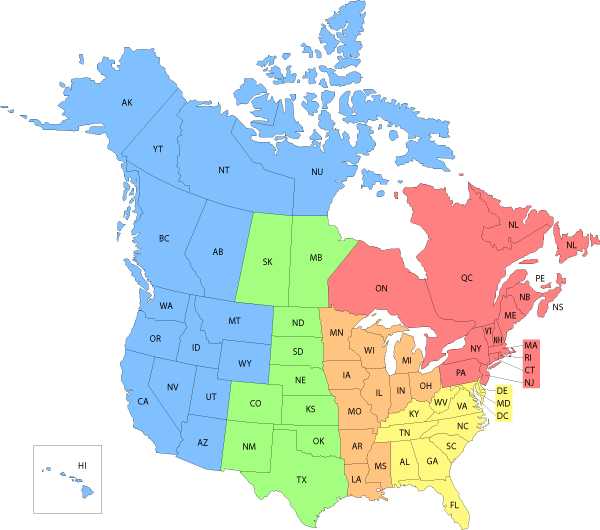 AK
YT
NT
NU
BC
AB
SK
MB
ON
QC
NL
NL
PE
NB
NS
ME
WA
OR
ID
MT
WY
ND
SD
NE
MN
WI
MI
IA
IL
IN
OH
PA
NY
VT
NH
MA
RI
CT
NJ
DE
MD
DC
CA
NV
UT
CO
KS
MO
KY
WV
VA
AZ
NM
OK
AR
TN
NC
SC
TX
LA
MS
AL
GA
FL
HI